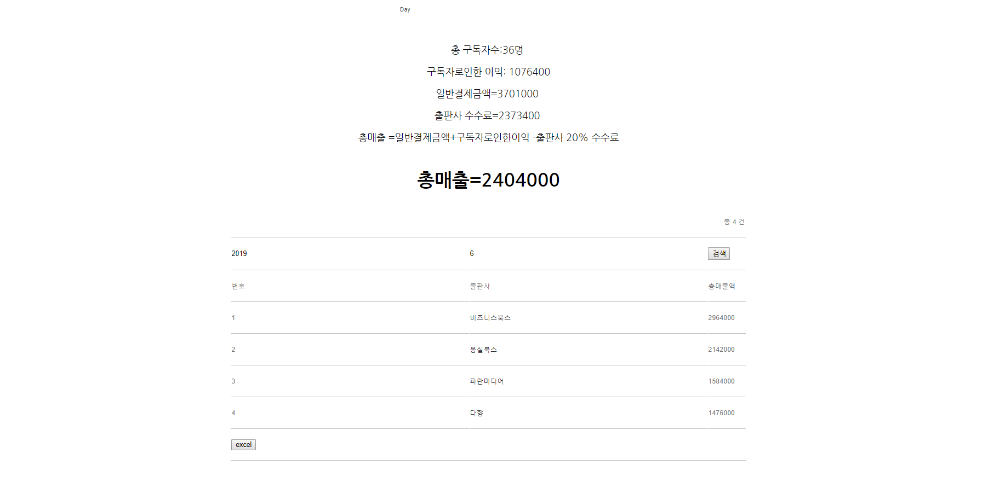 Day
총 구독자수:36명
구독자로인한 이익: 1076400
일반결제금액=3701000
출판사 수수료=2373400
총매출 =일반결제금액+구독자로인한이익 -출판사 20% 수수료
총매출=2404000
총 4 건
2019 6 검색
번호 출판사 총매출액
1 비즈니스북스 2964000
2 몽실북스 2142000
3 파란미디어 1584000
4 다향 1476000
excel